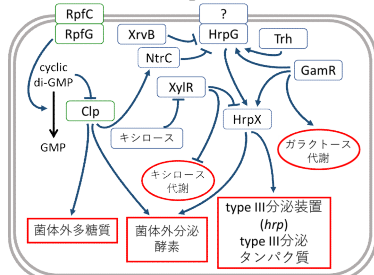 RpfC
RpfG
?
XrvB
HrpG
Trh
NtrC
cyclic
di-GMP
GamR
XylR
Clp
HrpX
キシロース
GMP
ガラクトース
代謝
キシロース
代謝
菌体外多糖質
菌体外分泌
酵素
type III分泌装置
(hrp)
type III分泌
タンパク質